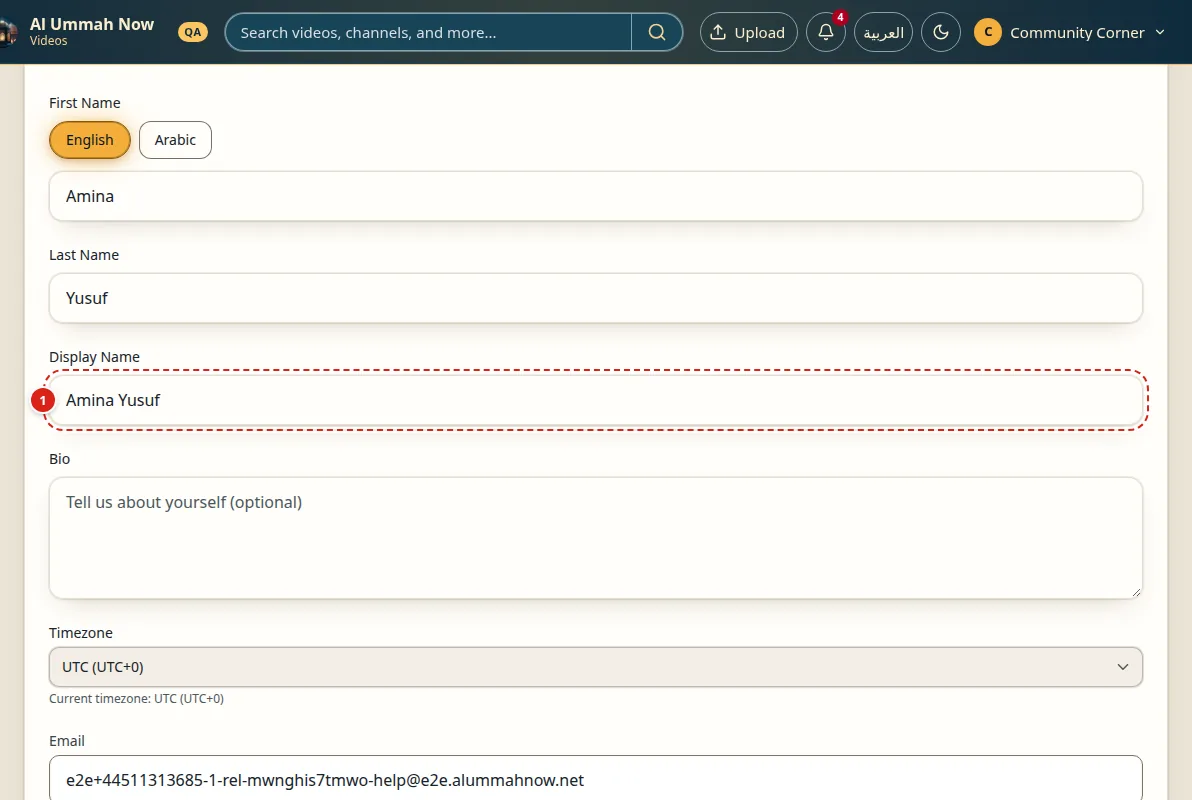 Al Ummah Now
Videos
QA
Search videos, channels, and more...
Upload
4
العربية
C
Community Corner
First Name
English
Arabic
Amina
Last Name
Yusuf
Display Name
1
Amina Yusuf
Bio
Tell us about yourself (optional)
Timezone
UTC (UTC+0)
Current timezone: UTC (UTC+0)
Email
e2e+44511313685-1-rel-mwnghis7tmwo-help@e2e.alummahnow.net